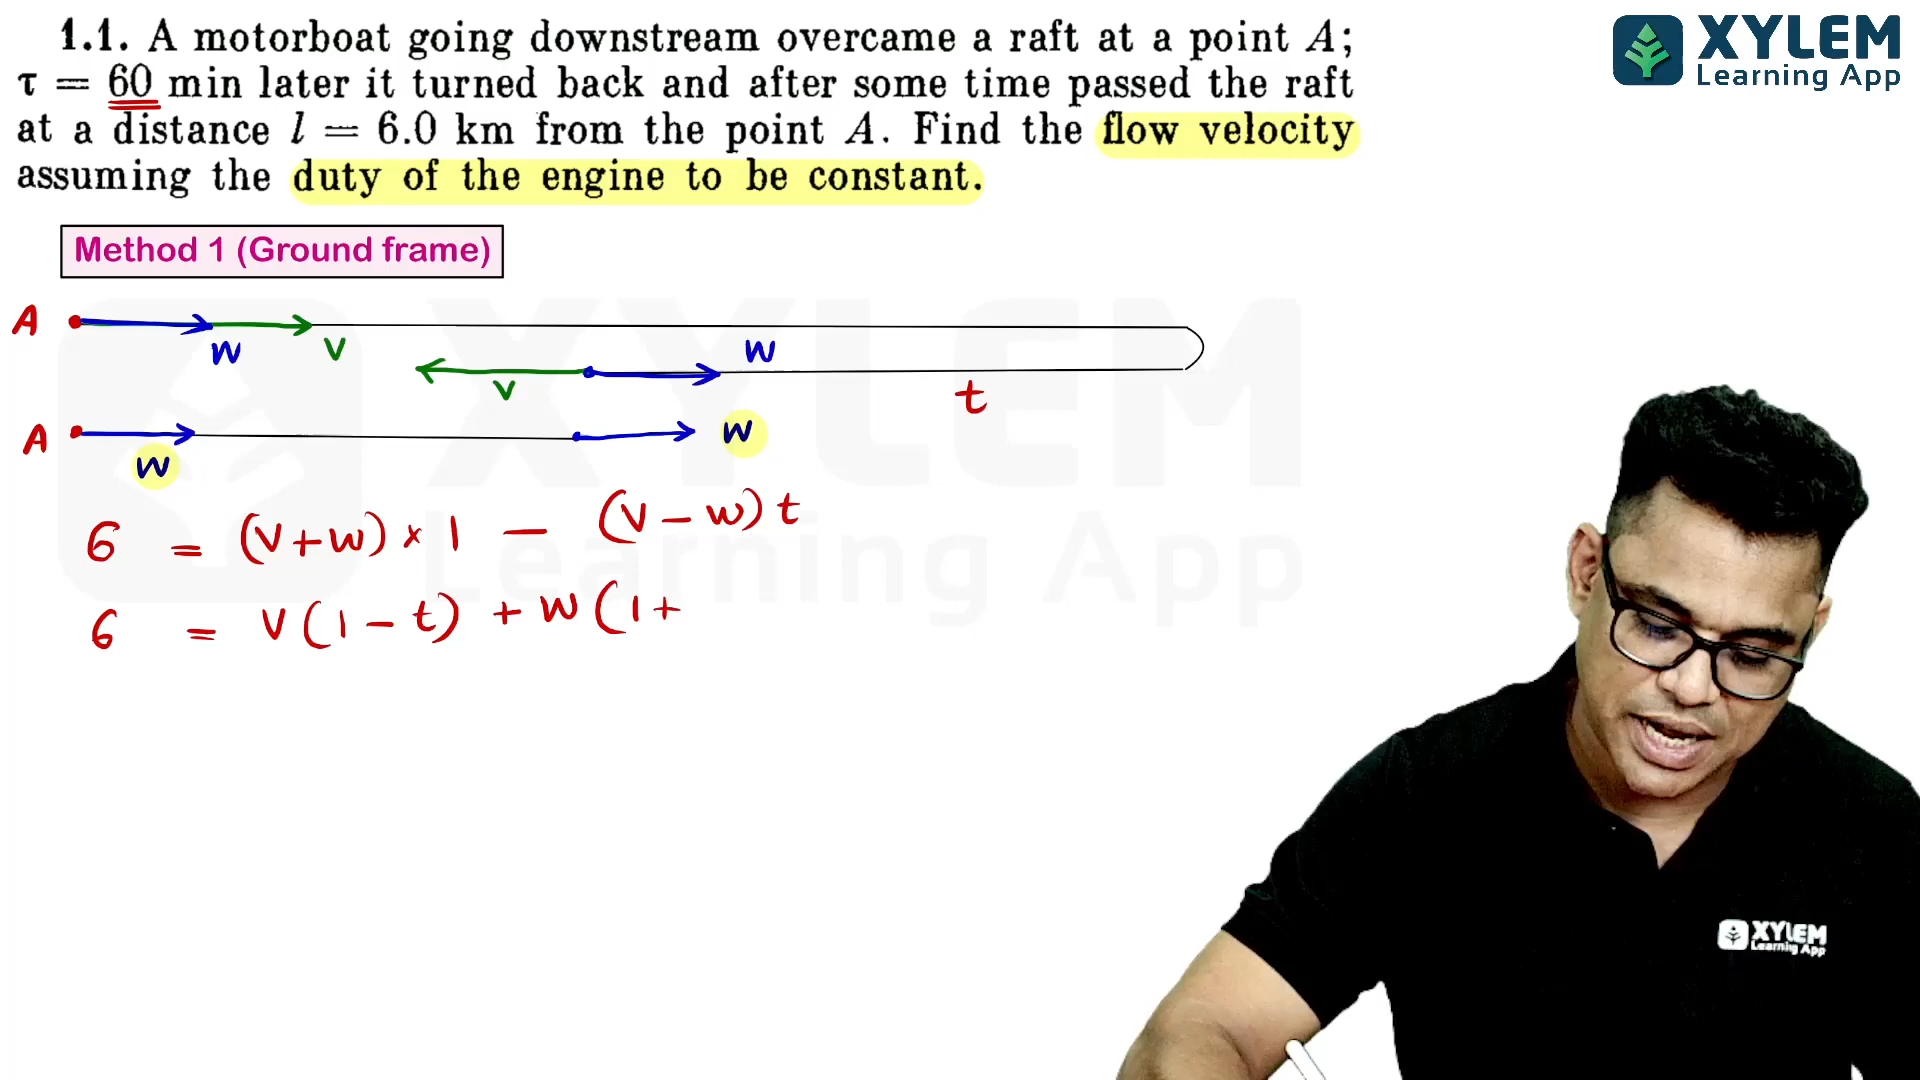 1.1. A motorboat going downstream overcame a raft at a point A;
τ = 60 min later it turned back and after some time passed the raft
at a distance l = 6.0 km from the point A. Find the flow velocity
assuming the duty of the engine to be constant.
XYLEM
Learning App
Method 1 (Ground frame)
A
W
V
W
V
t
A
W
W
6 = (V+W) × 1 - (V-W) t
6 = V(1-t) + W(1+
XYLEM
Learning App
XYLEM
Learning App